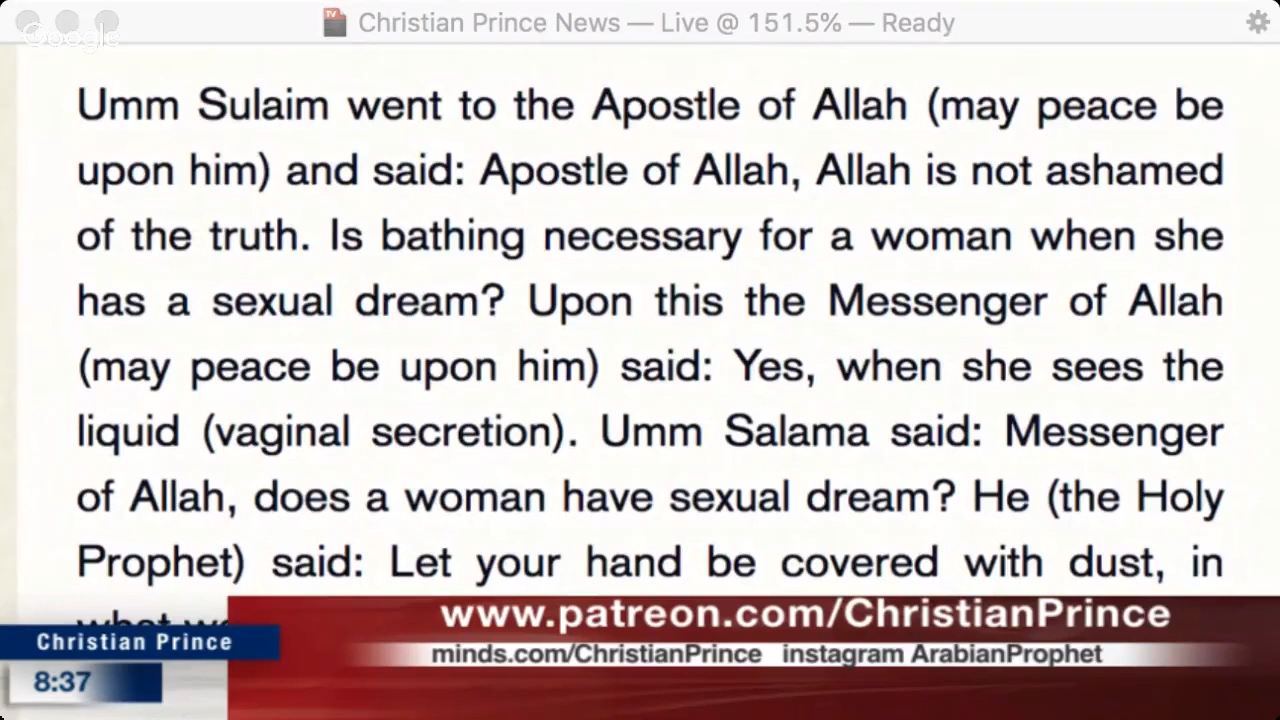 Christian Prince News — Live @ 151.5% — Ready
Google
Umm Sulaim went to the Apostle of Allah (may peace be
upon him) and said: Apostle of Allah, Allah is not ashamed
of the truth. Is bathing necessary for a woman when she
has a sexual dream? Upon this the Messenger of Allah
(may peace be upon him) said: Yes, when she sees the
liquid (vaginal secretion). Umm Salama said: Messenger
of Allah, does a woman have sexual dream? He (the Holy
Prophet) said: Let your hand be covered with dust, in
what
www.patreon.com/ChristianPrince
Christian Prince
minds.com/ChristianPrince instagram ArabianProphet
8:37